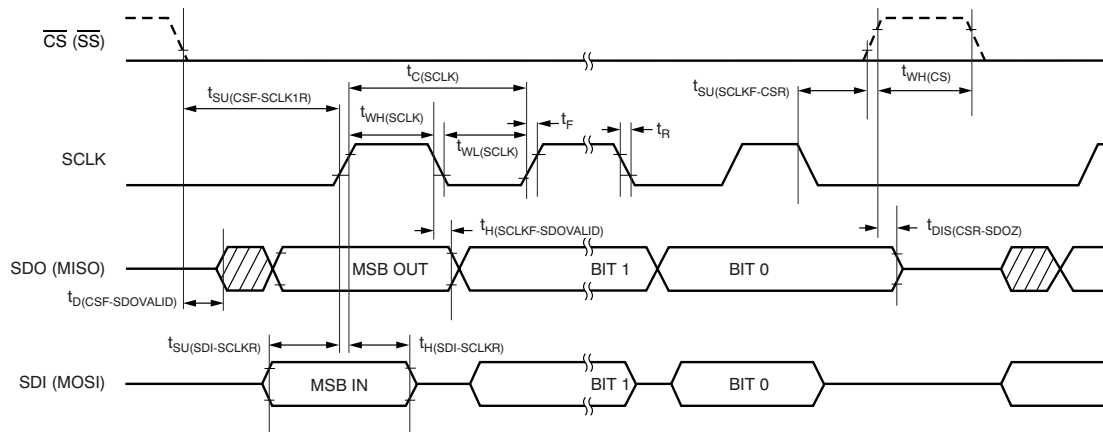 CS (SS)
tC(SCLK)
tSU(SCLKF-CSR)
tWH(CS)
tSU(CSF-SCLK1R)
tWH(SCLK)
tWL(SCLK)
tF
tR
SCLK
tH(SCLKF-SDOVALID)
tDIS(CSR-SDOZ)
SDO (MISO)
MSB OUT
BIT 1
BIT 0
tD(CSF-SDOVALID)
tSU(SDI-SCLKR)
tH(SDI-SCLKR)
SDI (MOSI)
MSB IN
BIT 1
BIT 0